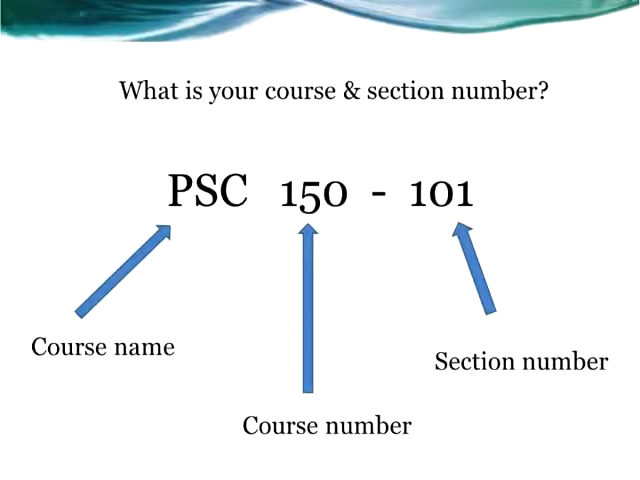 What is your course & section number?
PSC 150 - 101
Course name
Section number
Course number